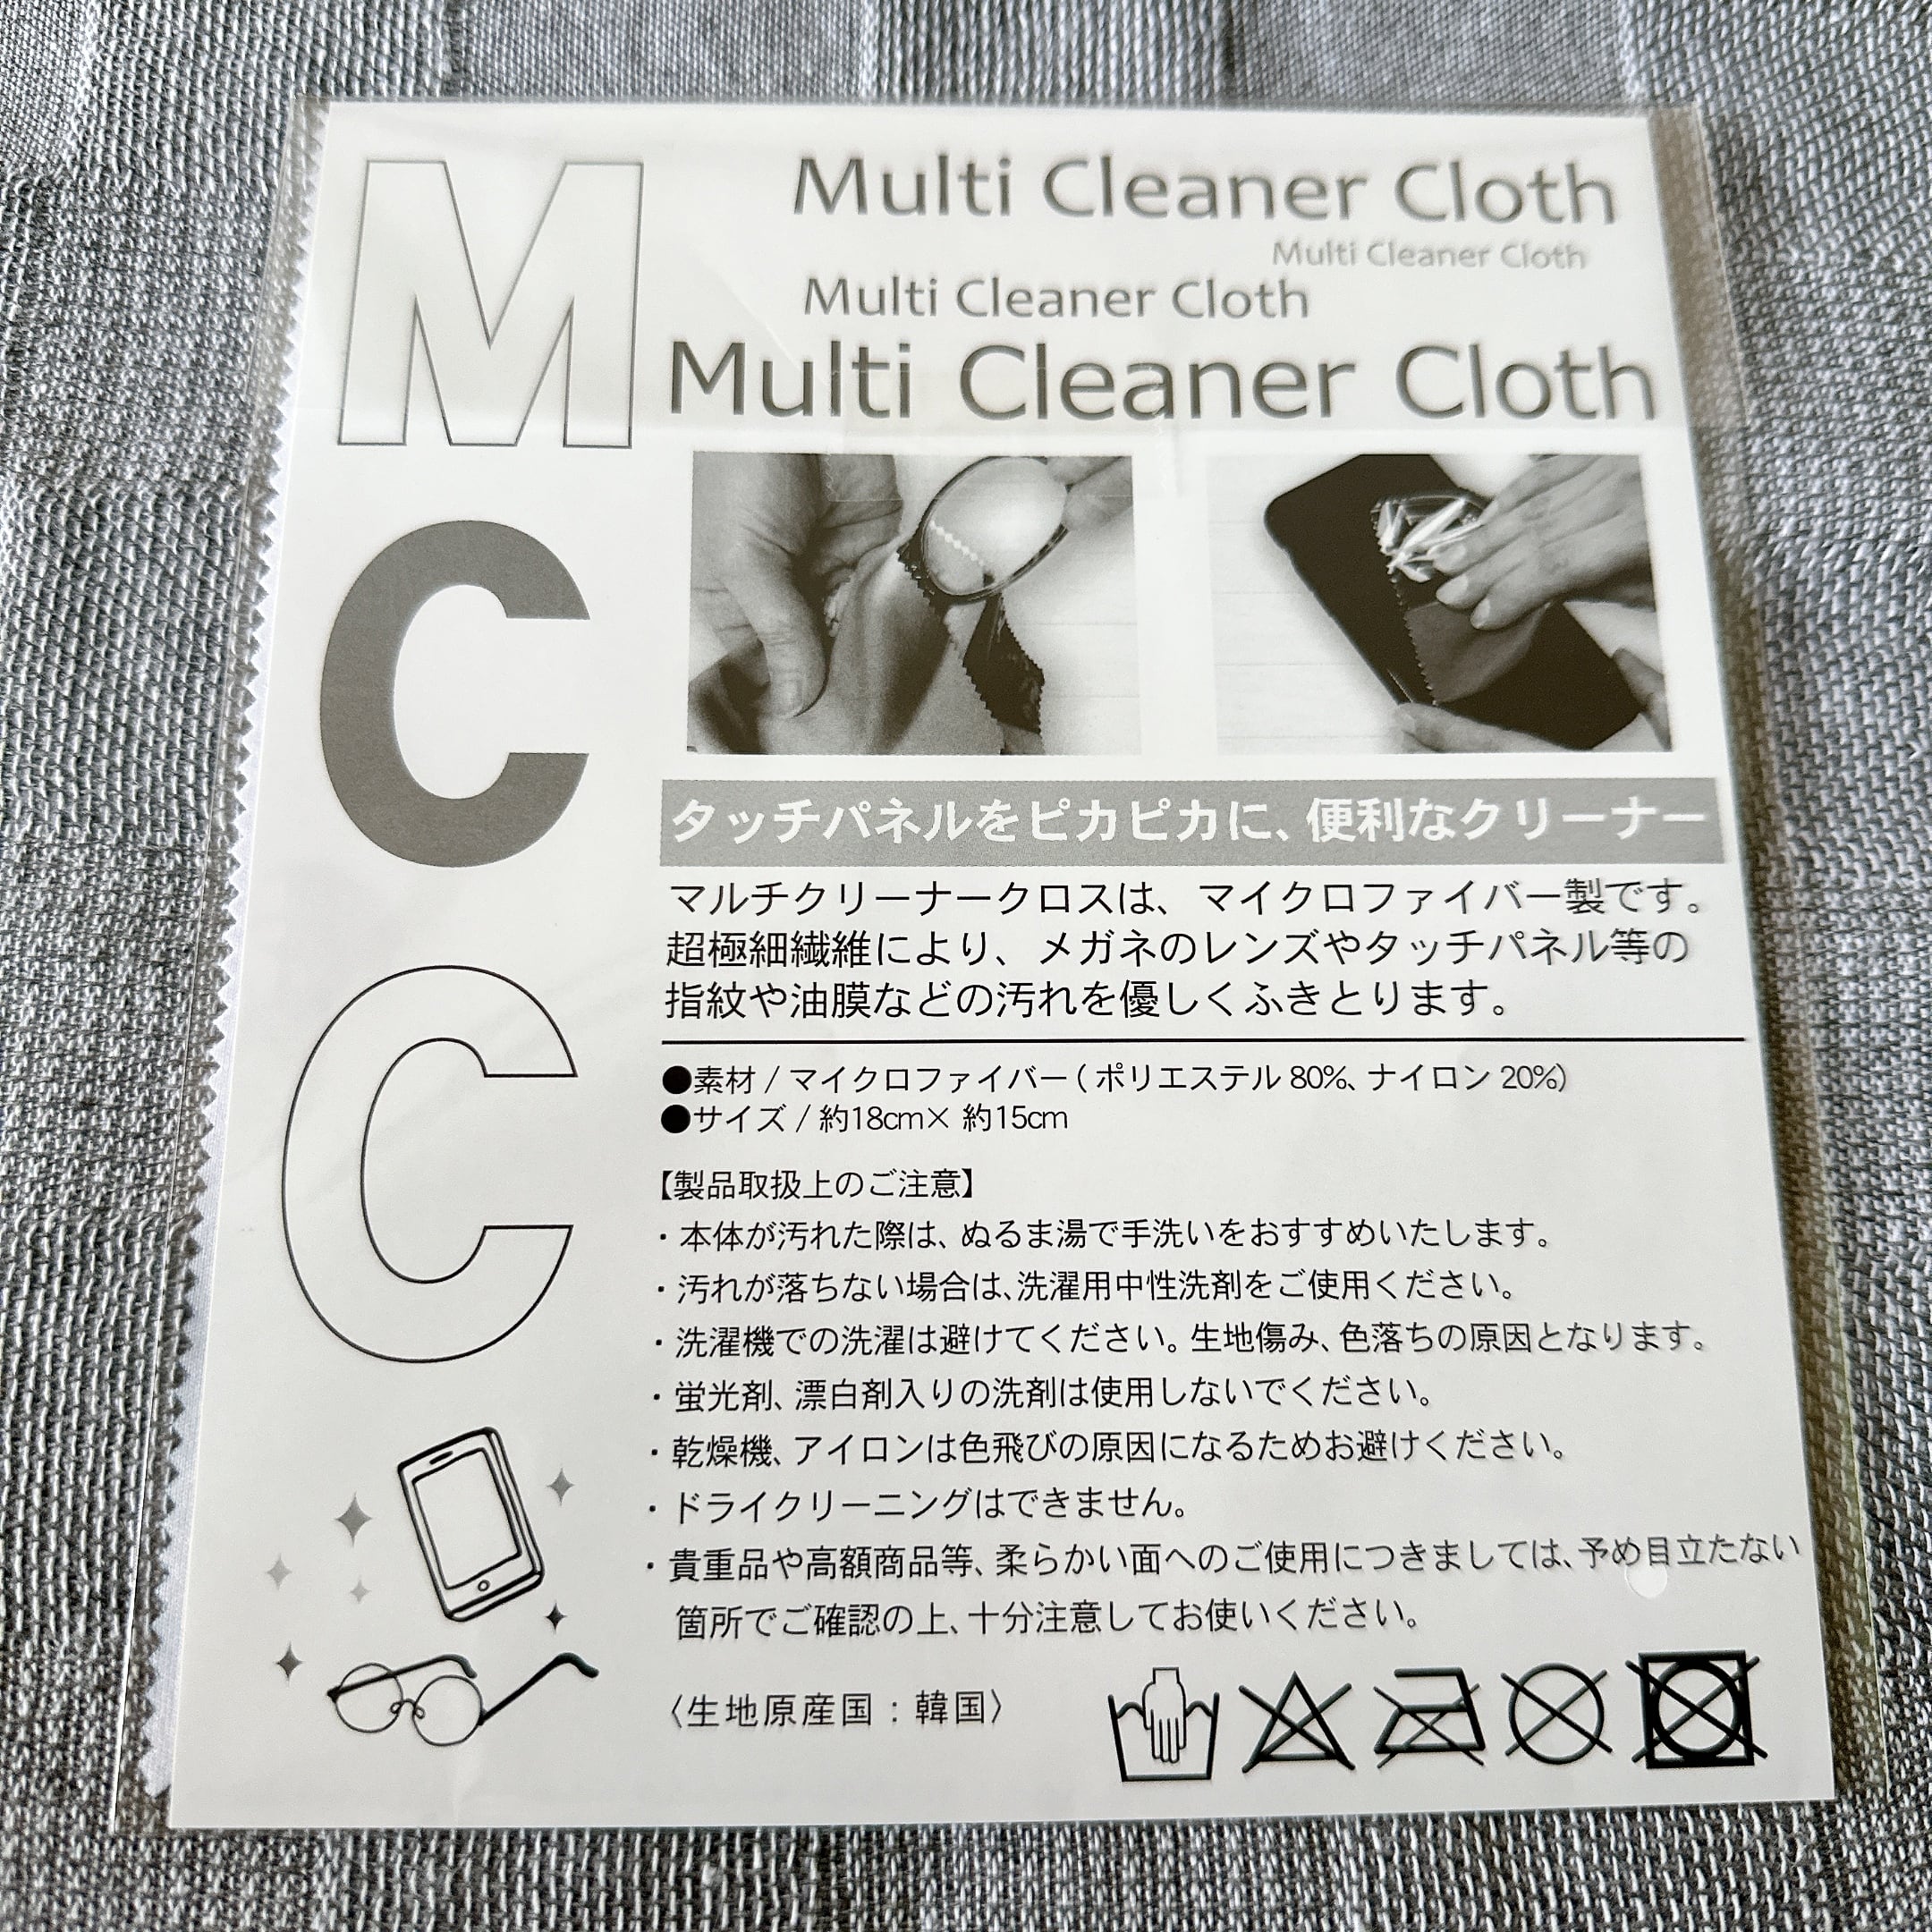 M
C
C
Multi Cleaner Cloth
Multi Cleaner Cloth
Multi Cleaner Cloth
Multi Cleaner Cloth
タッチパネルをピカピカに、便利なクリーナー
マルチクリーナークロスは、マイクロファイバー製です。
超極細繊維により、メガネのレンズやタッチパネル等の
指紋や油膜などの汚れを優しくふきとります。
●素材 / マイクロファイバー ( ポリエステル 80%、ナイロン 20%)
●サイズ / 約18cm× 約15cm
【製品取扱上のご注意】
・本体が汚れた際は、ぬるま湯で手洗いをおすすめいたします。
・汚れが落ちない場合は、洗濯用中性洗剤をご使用ください。
・洗濯機での洗濯は避けてください。生地傷み、色落ちの原因となります。
・蛍光剤、漂白剤入りの洗剤は使用しないでください。
・乾燥機、アイロンは色飛びの原因になるためお避けください。
・ドライクリーニングはできません。
・貴重品や高額商品等、柔らかい面へのご使用につきましては、予め目立たない
箇所でご確認の上、十分注意してお使いください。
〈生地原産国：韓国〉